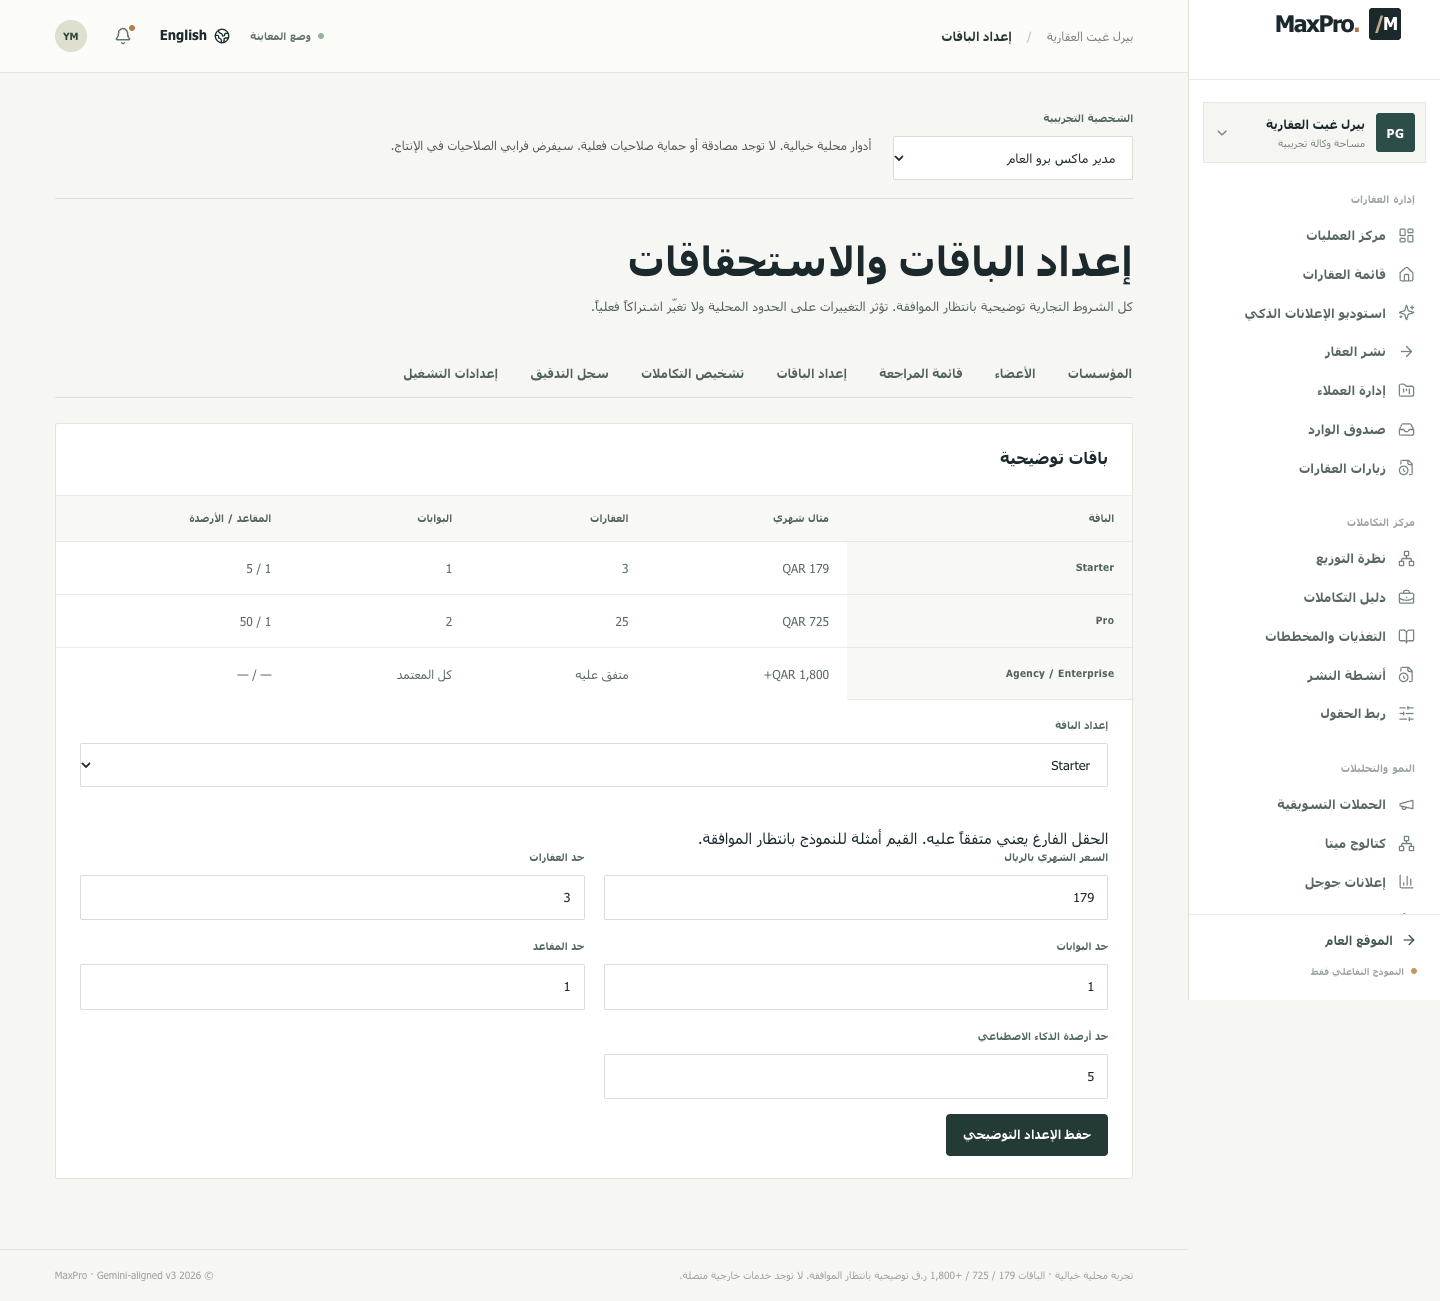 MaxPro. /M
PG بيرل غيت العقارية
مساحة وكالة تجريبية
إدارة العقارات
مركز العمليات
قائمة العقارات
استوديو الإعلانات الذكي
نشر العقار
إدارة العملاء
صندوق الوارد
زيارات العقارات
مركز التكاملات
نظرة التوزيع
دليل التكاملات
التغذيات والمخططات
أنشطة النشر
ربط الحقول
النمو والتحليلات
الحملات التسويقية
كتالوج ميتا
إعلانات جوجل
الموقع العام
النموذج التفاعلي فقط
بيرل غيت العقارية / إعداد الباقات
وضع المعاينة
English
YM
الشخصية التجريبية
مدير ماكس برو العام
أدوار محلية خيالية. لا توجد مصادقة أو حماية صلاحيات فعلية. سيفرض فرابي الصلاحيات في الإنتاج.
إعداد الباقات والاستحقاقات
كل الشروط التجارية توضيحية بانتظار الموافقة. تؤثر التغييرات على الحدود المحلية ولا تغيّر اشتراكاً فعلياً.
المؤسسات الأعضاء قائمة المراجعة إعداد الباقات تشخيص التكاملات سجل التدقيق إعدادات التشغيل
باقات توضيحية
الباقة مثال شهري العقارات البوابات المقاعد / الأرصدة
Starter QAR 179 3 1 1 / 5
Pro QAR 725 25 2 1 / 50
Agency / Enterprise QAR 1,800+ متفق عليه كل المعتمد — / —
إعداد الباقة
Starter
الحقل الفارغ يعني متفقاً عليه. القيم أمثلة للنموذج بانتظار الموافقة.
السعر الشهري بالريال حد العقارات
179 3
حد البوابات حد المقاعد
1 1
حد أرصدة الذكاء الاصطناعي
5
حفظ الإعداد التوضيحي
تجربة محلية خيالية · الباقات 179 / 725 / 1,800+ ر.ق توضيحية بانتظار الموافقة. لا توجد خدمات خارجية متصلة.
© 2026 MaxPro · Gemini-aligned v3